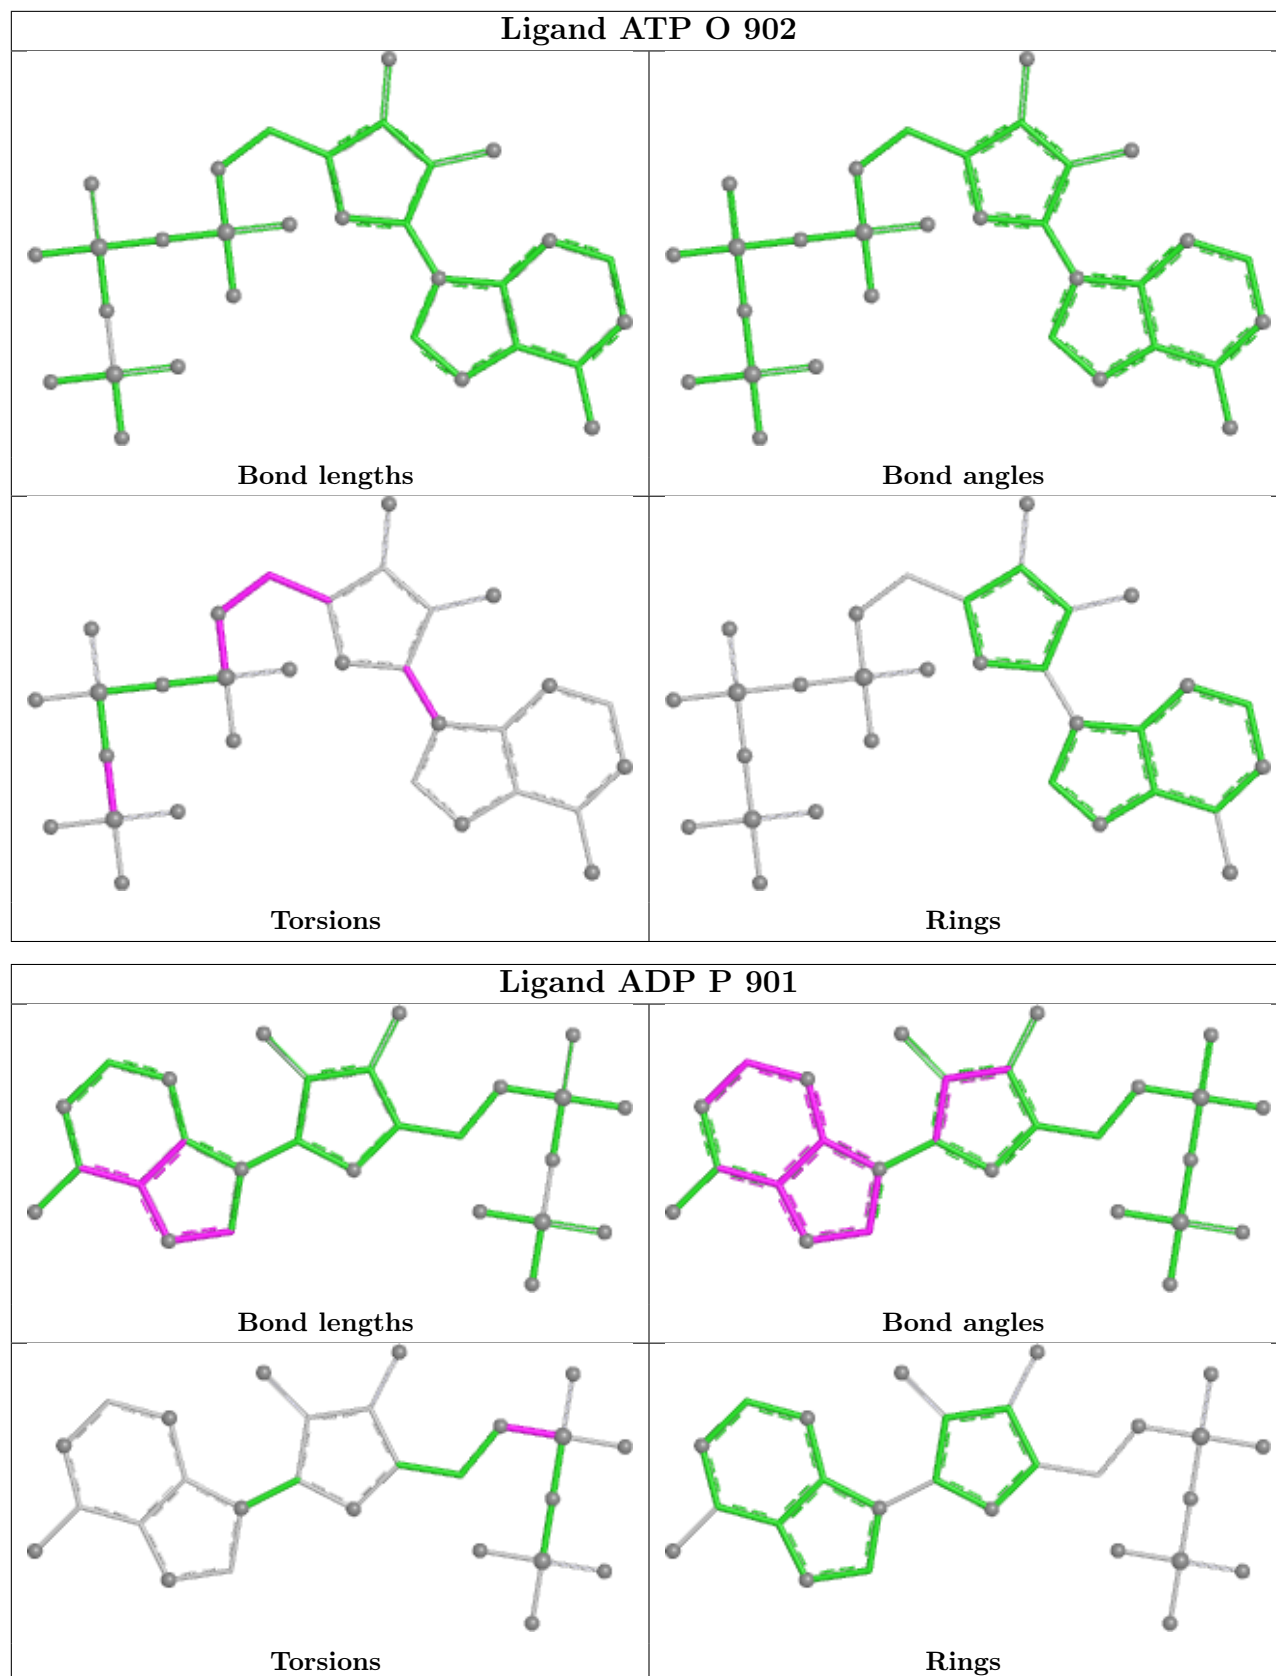 Ligand ATP O 902
Bond lengths
Bond angles
Torsions
Rings
Ligand ADP P 901
Bond lengths
Bond angles
Torsions
Rings